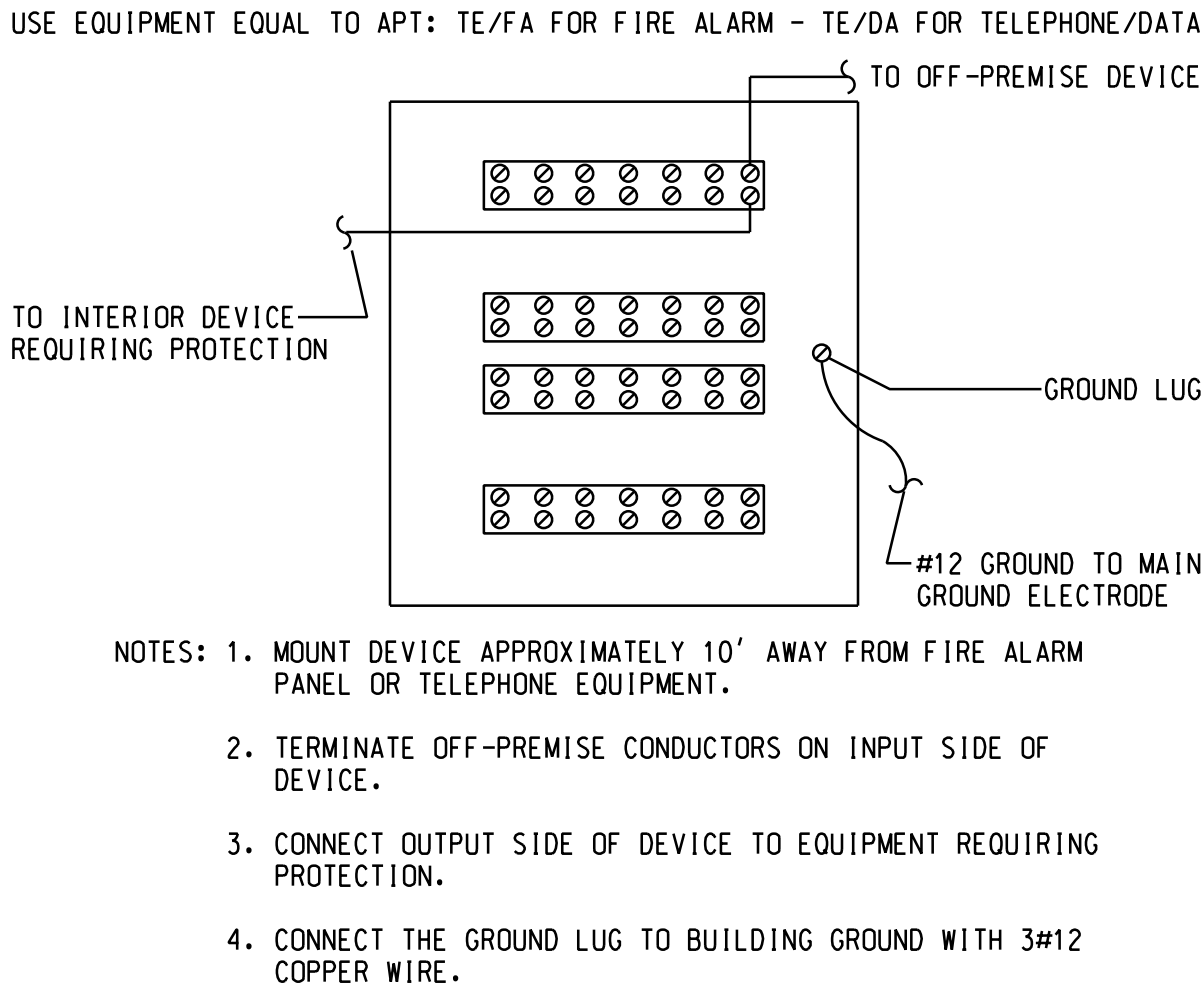 USE EQUIPMENT EQUAL TO APT: TE/FA FOR FIRE ALARM - TE/DA FOR TELEPHONE/DATA
TO OFF-PREMISE DEVICE
TO INTERIOR DEVICE
REQUIRING PROTECTION
GROUND LUG
#12 GROUND TO MAIN
GROUND ELECTRODE
NOTES: 1. MOUNT DEVICE APPROXIMATELY 10' AWAY FROM FIRE ALARM
PANEL OR TELEPHONE EQUIPMENT.
2. TERMINATE OFF-PREMISE CONDUCTORS ON INPUT SIDE OF
DEVICE.
3. CONNECT OUTPUT SIDE OF DEVICE TO EQUIPMENT REQUIRING
PROTECTION.
4. CONNECT THE GROUND LUG TO BUILDING GROUND WITH 3#12
COPPER WIRE.